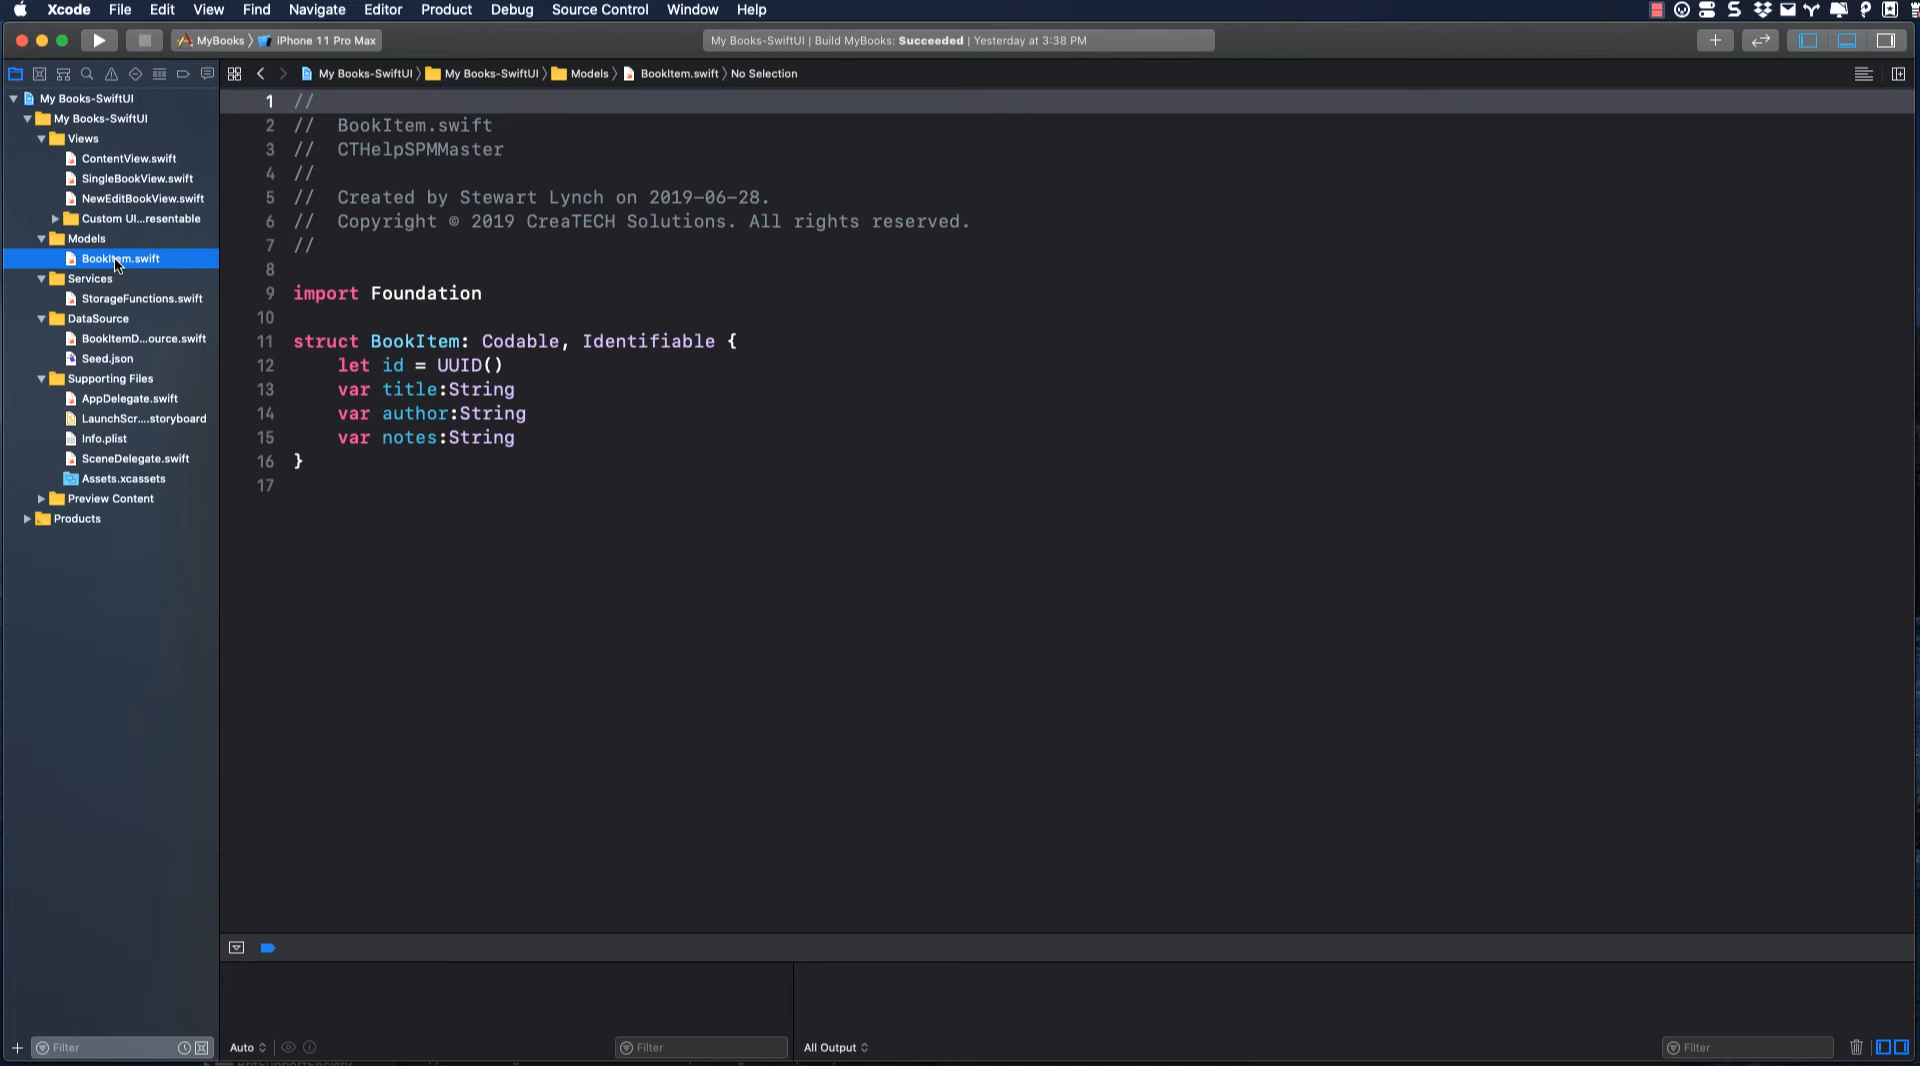 Xcode File Edit View Find Navigate Editor Product Debug Source Control Window Help
MyBooks iPhone 11 Pro Max
My Books-SwiftUI | Build MyBooks: Succeeded | Yesterday at 3:38 PM
My Books-SwiftUI My Books-SwiftUI Models BookItem.swift No Selection
My Books-SwiftUI
My Books-SwiftUI
Views
ContentView.swift
SingleBookView.swift
NewEditBookView.swift
Custom UI...resentable
Models
BookItem.swift
Services
StorageFunctions.swift
DataSource
BookItemD...ource.swift
Seed.json
Supporting Files
AppDelegate.swift
LaunchScr....storyboard
Info.plist
SceneDelegate.swift
Assets.xcassets
Preview Content
Products
1 //
2 // BookItem.swift
3 // CTHelpSPMMaster
4 //
5 // Created by Stewart Lynch on 2019-06-28.
6 // Copyright © 2019 CreaTECH Solutions. All rights reserved.
7 //
8
9 import Foundation
10
11 struct BookItem: Codable, Identifiable {
12 let id = UUID()
13 var title:String
14 var author:String
15 var notes:String
16 }
17
Filter
Auto
Filter
All Output
Filter